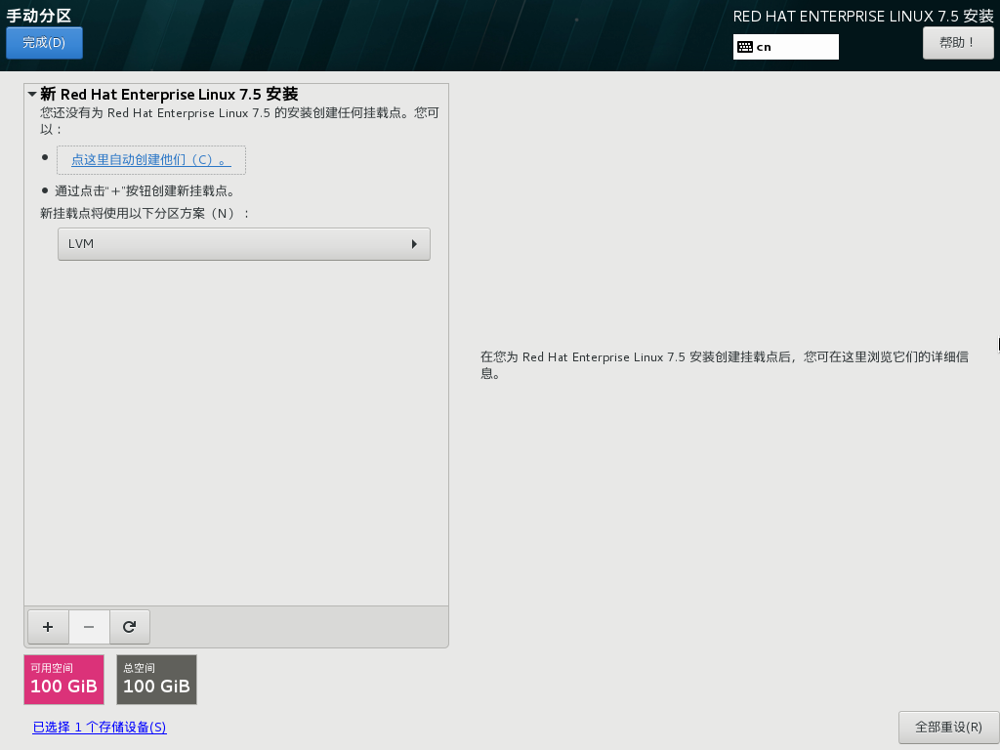 手动分区
RED HAT ENTERPRISE LINUX 7.5 安装
完成(D)
cn
帮助！
新 Red Hat Enterprise Linux 7.5 安装
您还没有为 Red Hat Enterprise Linux 7.5 的安装创建任何挂载点。您可
以：
点这里自动创建他们（C）。
通过点击“+”按钮创建新挂载点。
新挂载点将使用以下分区方案（N）：
LVM
在您为 Red Hat Enterprise Linux 7.5 安装创建挂载点后，您可在这里浏览它们的详细信
息。
可用空间
100 GiB
总空间
100 GiB
已选择 1 个存储设备(S)
全部重设(R)